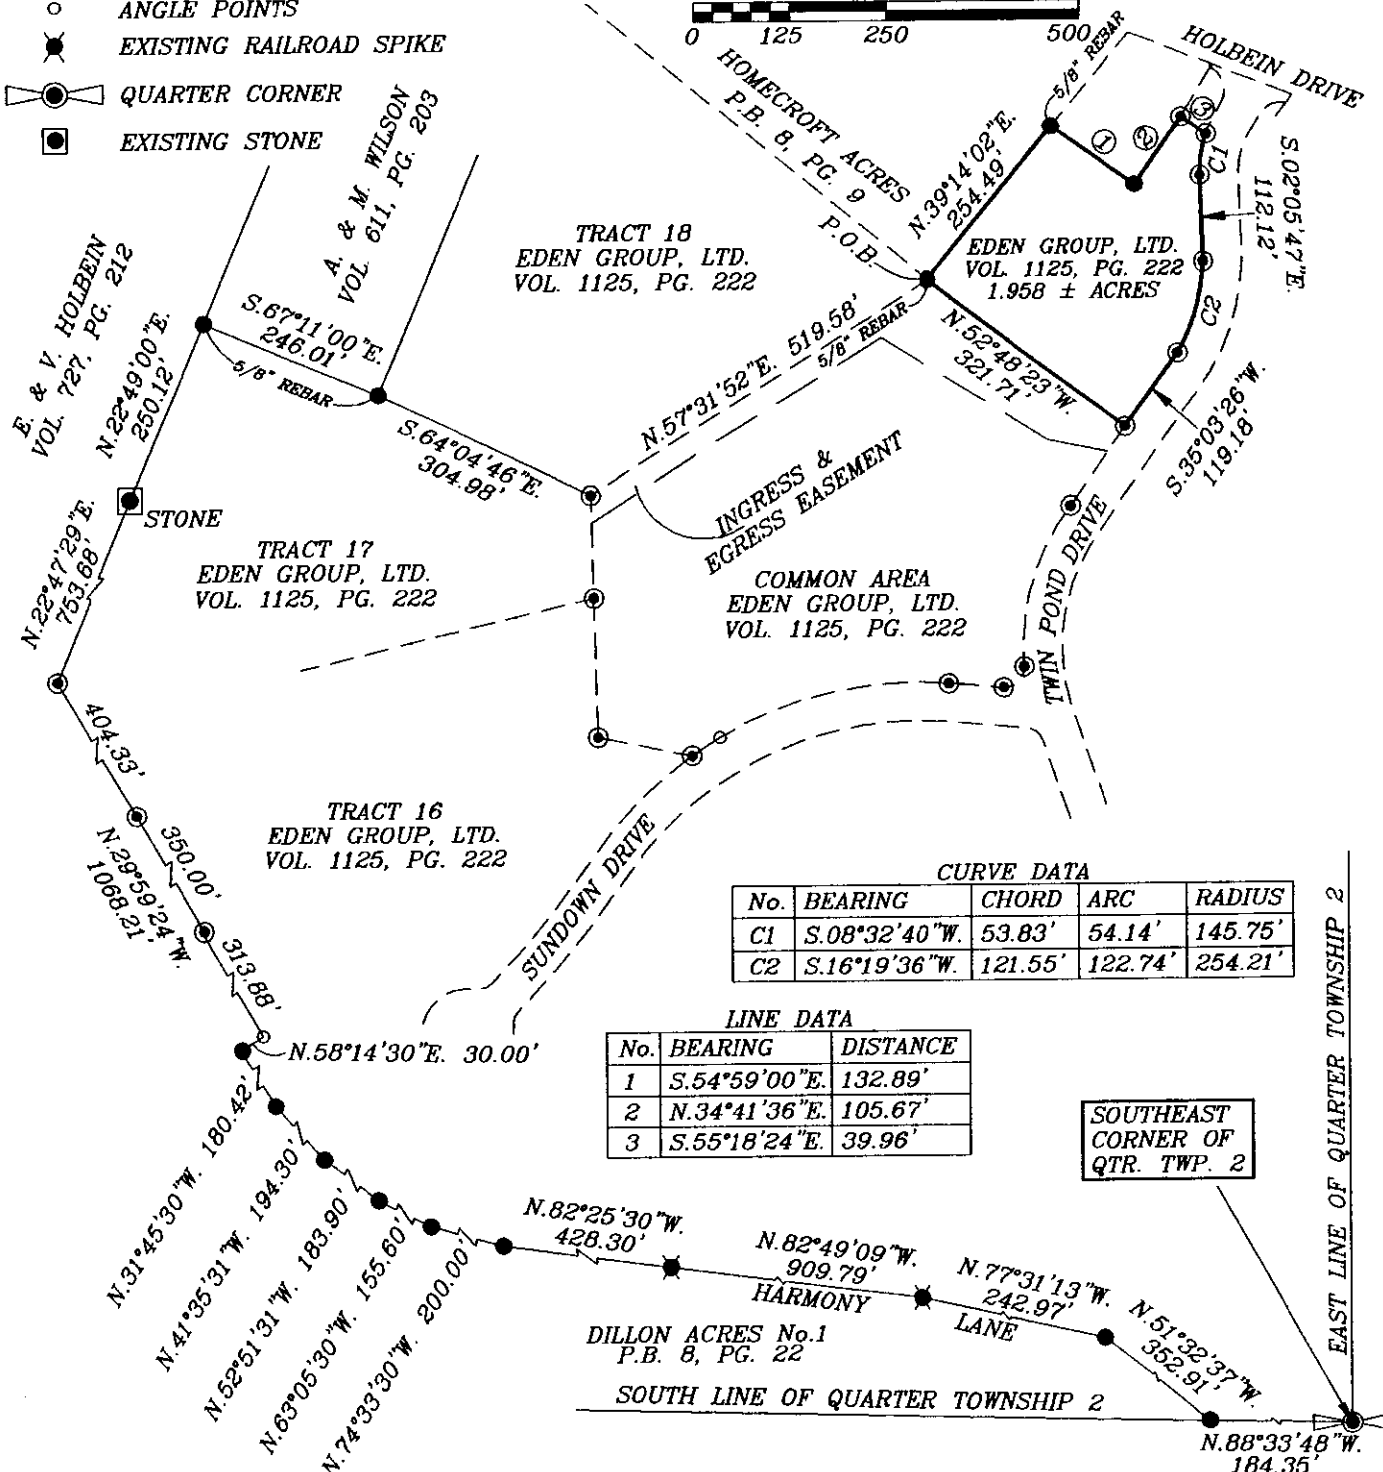 ANGLE POINTS
EXISTING RAILROAD SPIKE
QUARTER CORNER
EXISTING STONE
0 125 250 500
HOLBEIN DRIVE
5/8" REBAR
HOMECROFT ACRES
P.B. 8, PG. 9
P.O.B.
N.39°14'02"E.
254.49'
1
2
3
C1
S.02°05'47"E.
112.12'
EDEN GROUP, LTD.
VOL. 1125, PG. 222
1.958 ± ACRES
C2
N.52°48'23"W.
321.71'
S.35°03'26"W.
119.18'
A. & M. WILSON
VOL. 611, PG. 203
TRACT 18
EDEN GROUP, LTD.
VOL. 1125, PG. 222
E. & V. HOLBEIN
VOL. 727, PG. 212
S.67°11'00"E.
246.01'
5/8" REBAR
N.22°49'00"E.
250.12'
N.57°31'52"E. 519.58'
5/8" REBAR
S.64°04'46"E.
304.98'
STONE
INGRESS &
EGRESS EASEMENT
N.22°47'29"E.
753.68'
TRACT 17
EDEN GROUP, LTD.
VOL. 1125, PG. 222
COMMON AREA
EDEN GROUP, LTD.
VOL. 1125, PG. 222
TWIN POND DRIVE
404.33'
350.00'
N.29°59'24"W.
1068.21'
313.88'
TRACT 16
EDEN GROUP, LTD.
VOL. 1125, PG. 222
SUNDOWN DRIVE
CURVE DATA
No. BEARING CHORD ARC RADIUS
C1 S.08°32'40"W. 53.83' 54.14' 145.75'
C2 S.16°19'36"W. 121.55' 122.74' 254.21'
LINE DATA
No. BEARING DISTANCE
1 S.54°59'00"E. 132.89'
2 N.34°41'36"E. 105.67'
3 S.55°18'24"E. 39.96'
N.58°14'30"E. 30.00'
EAST LINE OF QUARTER TOWNSHIP 2
SOUTHEAST
CORNER OF
QTR. TWP. 2
N.31°45'30"W. 180.42'
N.41°35'31"W. 194.30'
N.52°51'31"W. 183.90'
N.63°05'30"W. 155.60'
N.74°33'30"W. 200.00'
N.82°25'30"W.
428.30'
N.82°49'09"W.
909.79'
HARMONY
LANE
N.77°31'13"W.
242.97'
N.51°32'37"W.
352.91'
DILLON ACRES No.1
P.B. 8, PG. 22
SOUTH LINE OF QUARTER TOWNSHIP 2
N.88°33'48"W.
184.35'